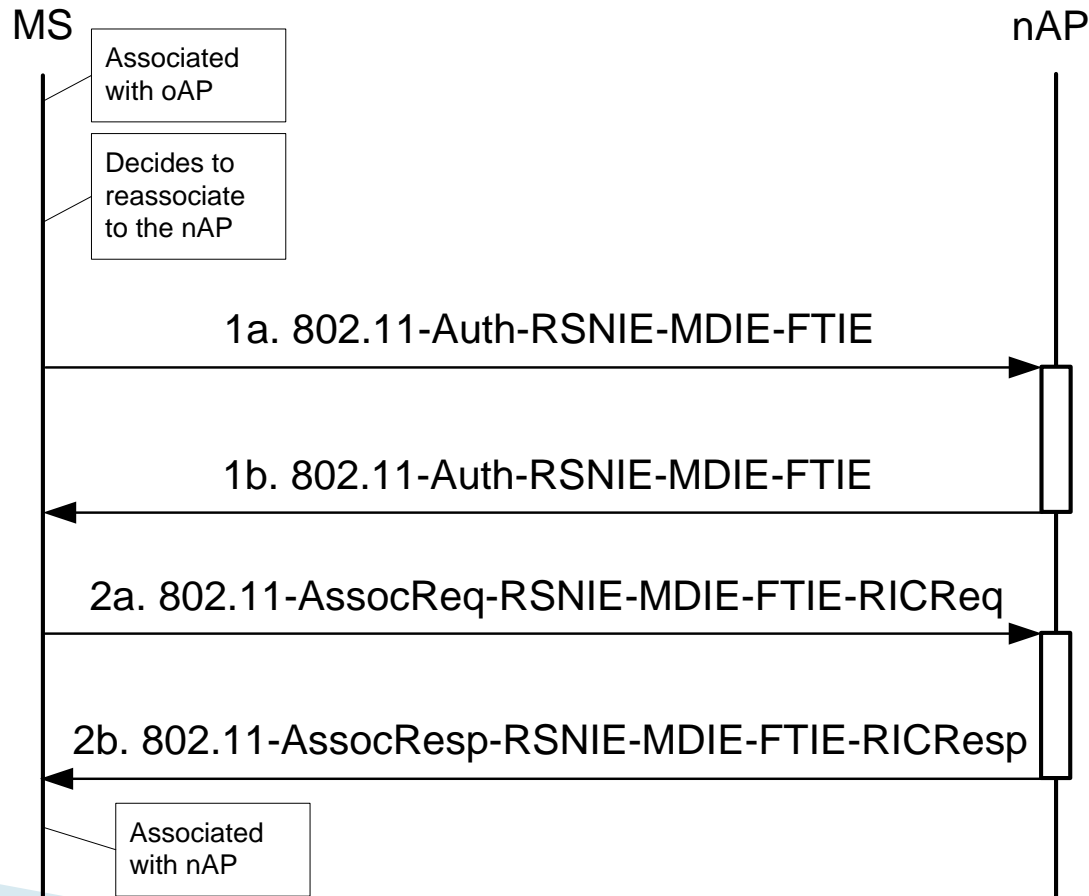 MS
nAP
Associated
with oAP
Decides to
reassociate
to the nAP
1a. 802.11-Auth-RSNIE-MDIE-FTIE
1b. 802.11-Auth-RSNIE-MDIE-FTIE
2a. 802.11-AssocReq-RSNIE-MDIE-FTIE-RICReq
2b. 802.11-AssocResp-RSNIE-MDIE-FTIE-RICResp
Associated
with nAP